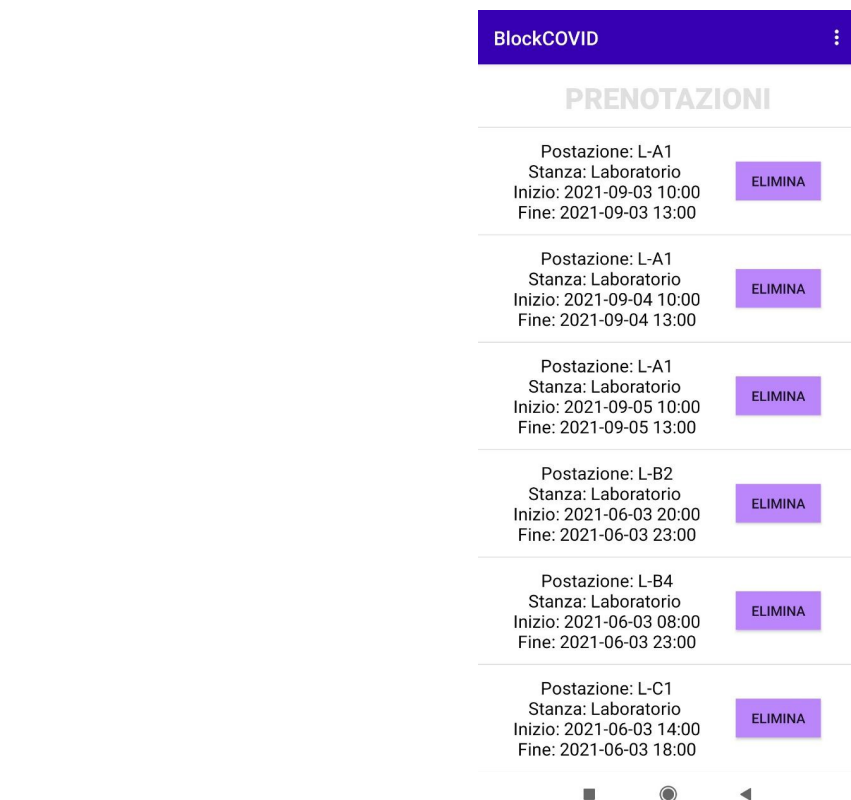 BlockCOVID
PRENOTAZIONI
Postazione: L-A1
Stanza: Laboratorio
Inizio: 2021-09-03 10:00
Fine: 2021-09-03 13:00
ELIMINA
Postazione: L-A1
Stanza: Laboratorio
Inizio: 2021-09-04 10:00
Fine: 2021-09-04 13:00
ELIMINA
Postazione: L-A1
Stanza: Laboratorio
Inizio: 2021-09-05 10:00
Fine: 2021-09-05 13:00
ELIMINA
Postazione: L-B2
Stanza: Laboratorio
Inizio: 2021-06-03 20:00
Fine: 2021-06-03 23:00
ELIMINA
Postazione: L-B4
Stanza: Laboratorio
Inizio: 2021-06-03 08:00
Fine: 2021-06-03 23:00
ELIMINA
Postazione: L-C1
Stanza: Laboratorio
Inizio: 2021-06-03 14:00
Fine: 2021-06-03 18:00
ELIMINA